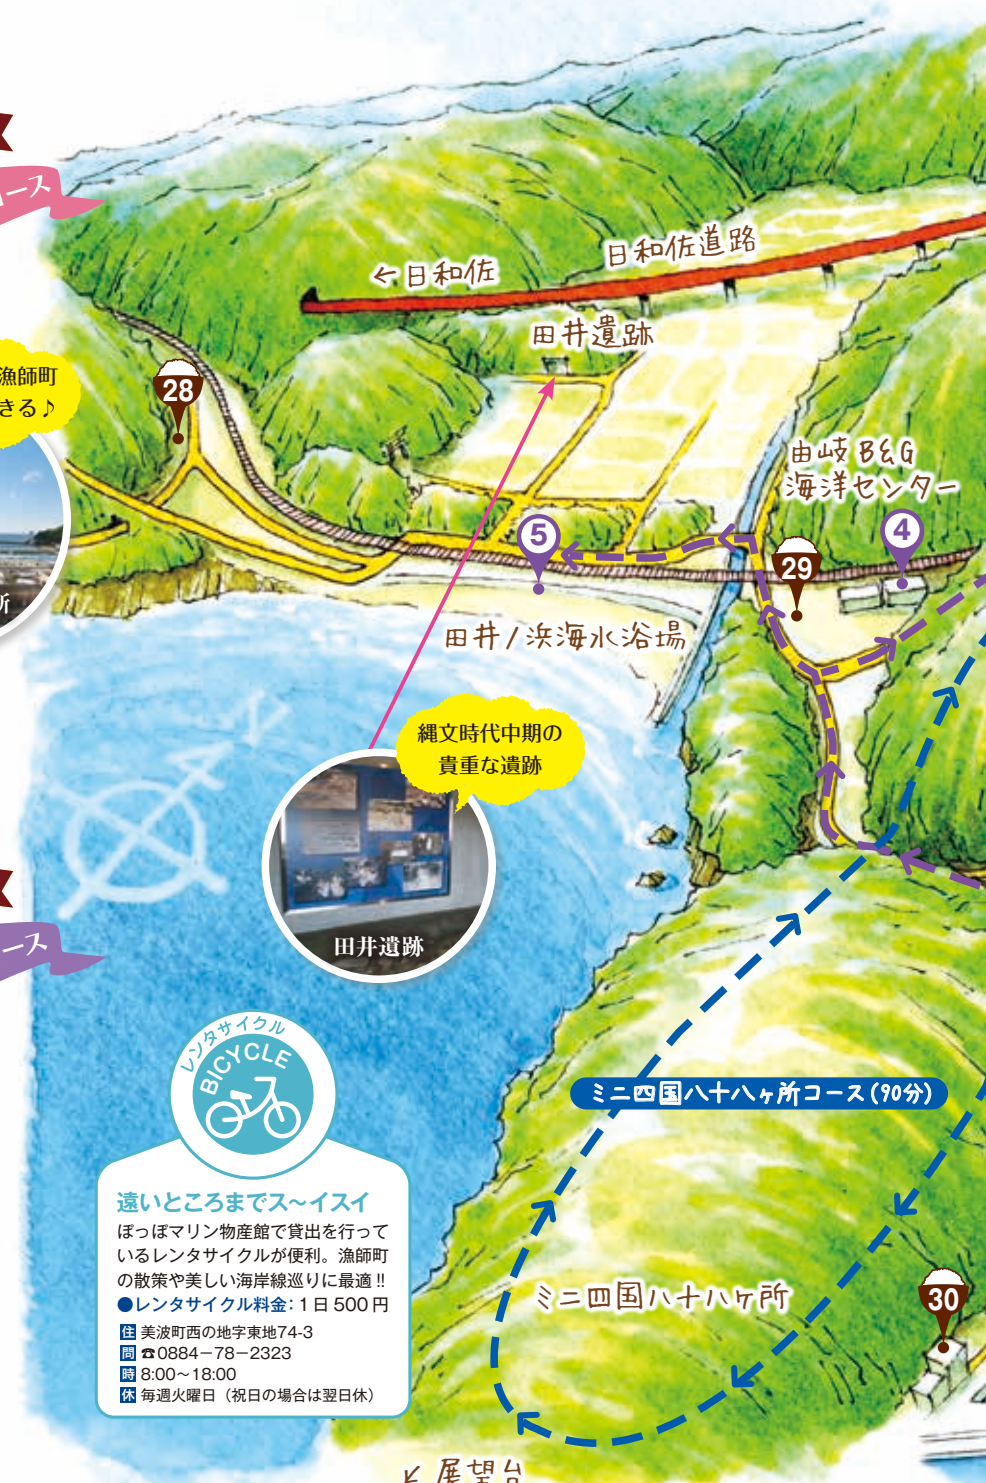 ース
漁師町
きる♪
所
28
←日和佐
日和佐道路
田井遺跡
由岐B&G
海洋センター
5
4
29
田井ノ浜海水浴場
縄文時代中期の
貴重な遺跡
田井遺跡
ース
レンタサイクル
BICYCLE
遠いところまでス〜イスイ
ぽっぽマリン物産館で貸出を行って
いるレンタサイクルが便利。漁師町
の散策や美しい海岸線巡りに最適!!
●レンタサイクル料金:1日500円
住 美波町西の地字東地74-3
問 ☎0884−78−2323
時 8:00〜18:00
休 毎週火曜日（祝日の場合は翌日休）
ミニ四国八十八ヶ所コース(90分)
ミニ四国八十八ヶ所
30
展望台